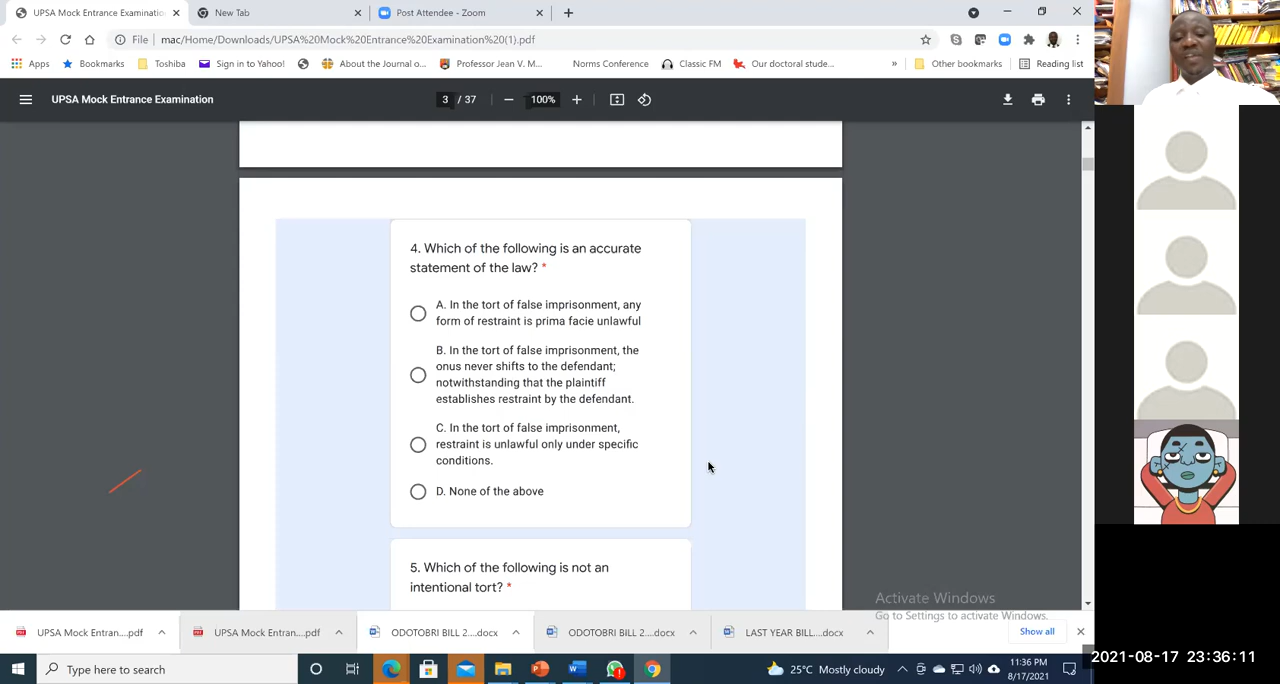 UPSA Mock Entrance Examinatio
New Tab
Post Attendee - Zoom
File
mac/Home/Downloads/UPSA%20Mock%20Entrance%20Examination%20(1).pdf
Apps
Bookmarks
Toshiba
Sign in to Yahoo!
About the Journal o...
Professor Jean V. M...
Norms Conference
Classic FM
Our doctoral stude...
»
Other bookmarks
Reading list
UPSA Mock Entrance Examination
3 / 37
100%
4. Which of the following is an accurate
statement of the law? *
A. In the tort of false imprisonment, any
form of restraint is prima facie unlawful
B. In the tort of false imprisonment, the
onus never shifts to the defendant;
notwithstanding that the plaintiff
establishes restraint by the defendant.
C. In the tort of false imprisonment,
restraint is unlawful only under specific
conditions.
D. None of the above
5. Which of the following is not an
intentional tort? *
Activate Windows
Go to Settings to activate Windows.
UPSA Mock Entran....pdf
UPSA Mock Entran....pdf
ODOTOBRI BILL 2....docx
ODOTOBRI BILL 2....docx
LAST YEAR BILL....docx
Show all
Type here to search
25°C Mostly cloudy
11:36 PM
8/17/2021
2021-08-17 23:36:11